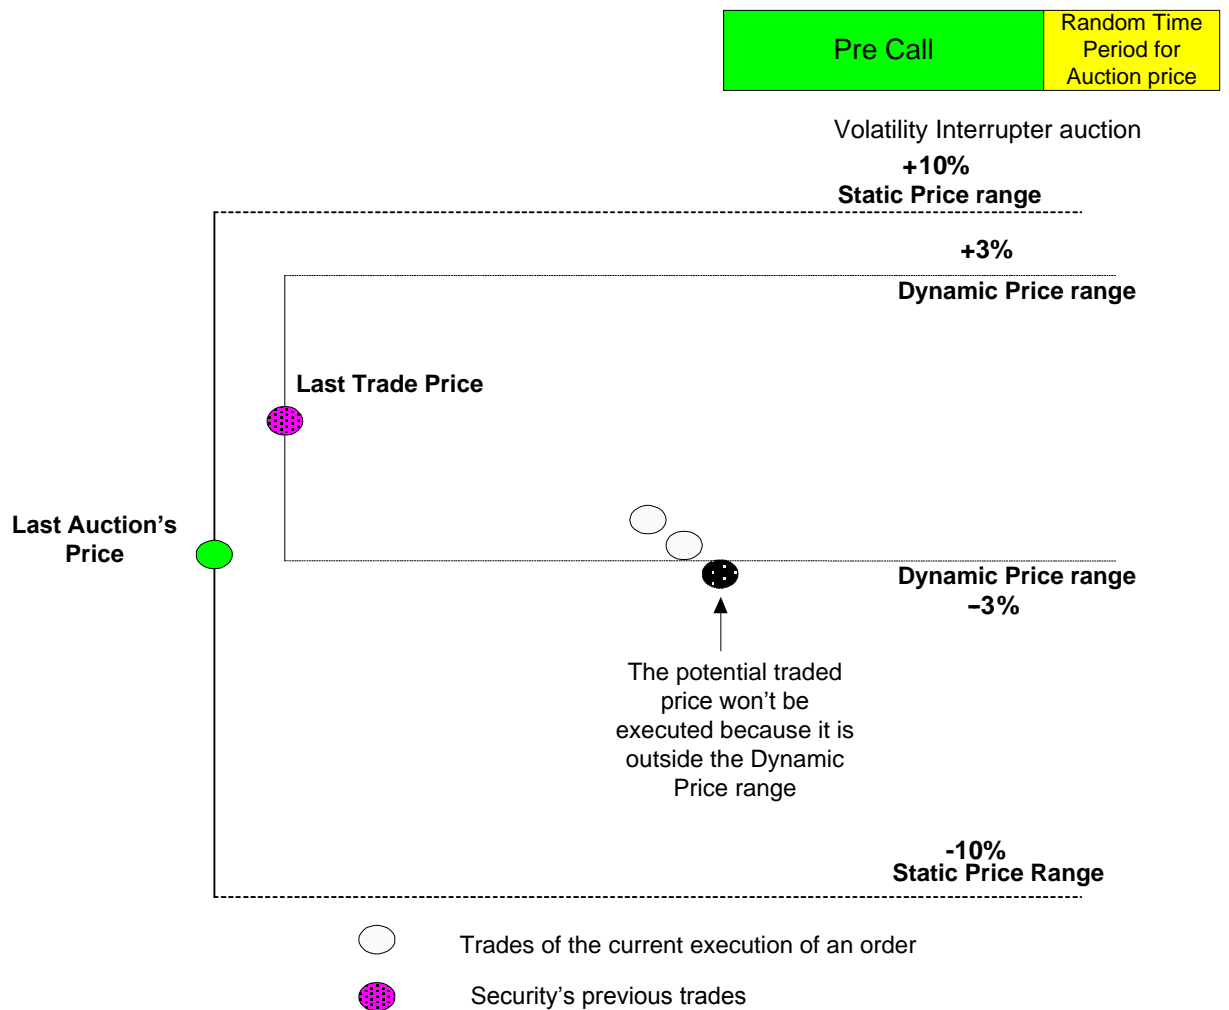 Pre Call
Random Time
Period for
Auction price
Volatility Interrupter auction
+10%
Static Price range
+3%
Dynamic Price range
Last Trade Price
Last Auction’s
Price
Dynamic Price range
–3%
The potential traded
price won’t be
executed because it is
outside the Dynamic
Price range
-10%
Static Price Range
Trades of the current execution of an order
Security’s previous trades